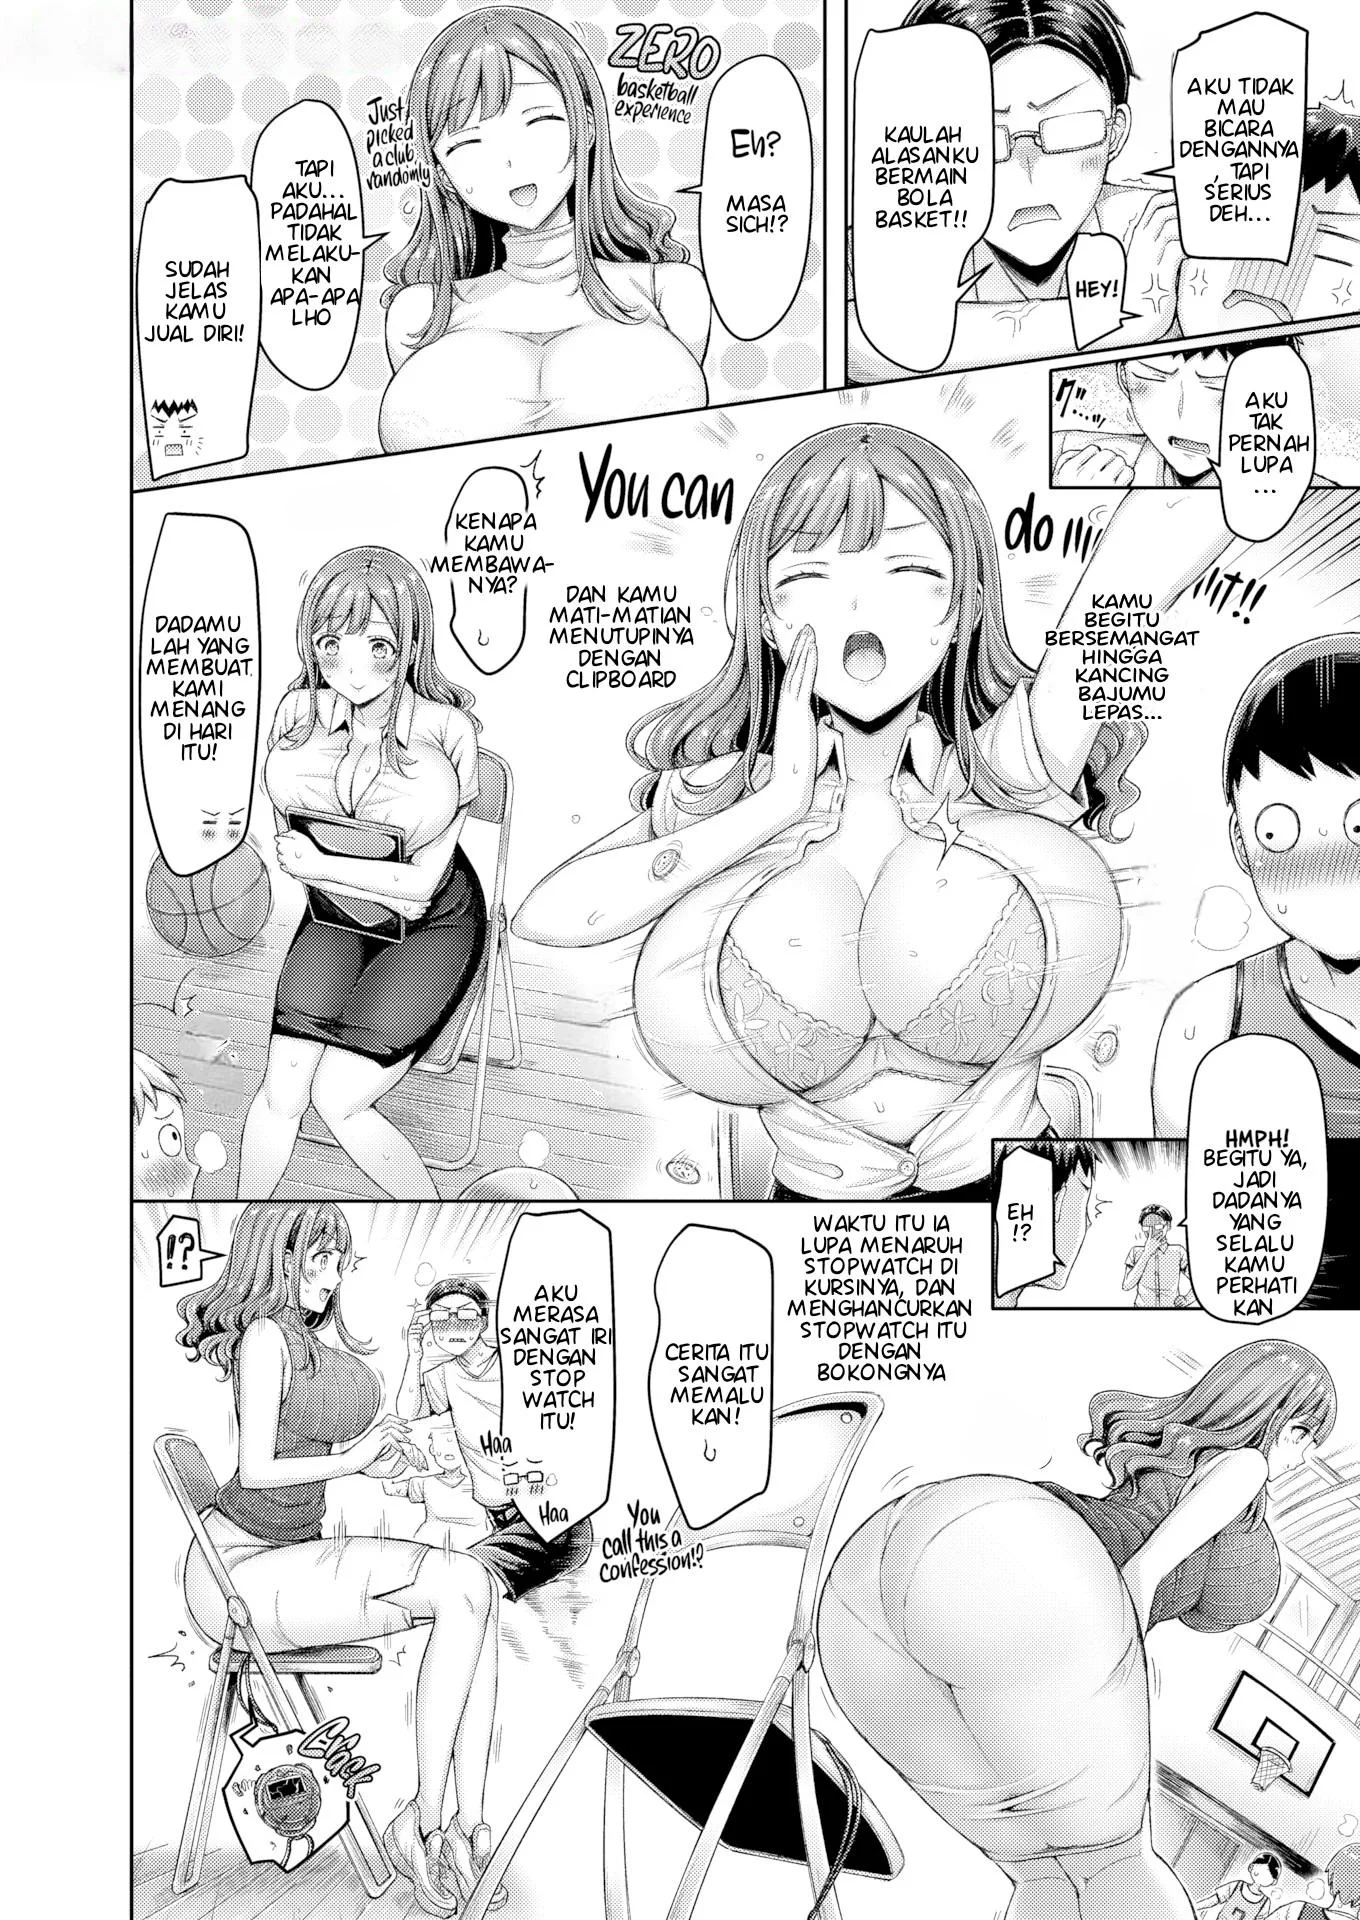 AKU TIDAK
MAU
BICARA
DENGANNYA
, TAPI
SERIUS
DEH...
HEY!
KAULAH
ALASANKU
BERMAIN
BOLA
BASKET!!
Eh?
MASA
SICH!?
ZERO
basketball
experience
Just
picked
a club
randomly
TAPI
AKU...
PADAHAL
TIDAK
MELAKU-
KAN
APA-APA
LHO
SUDAH
JELAS
KAMU
JUAL DIRI!
AKU
TAK
PERNAH
LUPA
...
You can
do iiiii
it!!
KAMU
BEGITU
BERSEMANGAT
HINGGA
KANCING
BAJUMU
LEPAS...
DAN KAMU
MATI-MATIAN
MENUTUPINYA
DENGAN
CLIPBOARD
KENAPA
KAMU
MEMBAWA-
NYA?
DADAMU
LAH YANG
MEMBUAT
KAMI
MENANG
DI HARI
ITU!
HMPH!
BEGITU YA,
JADI
DADANYA
YANG
SELALU
KAMU
PERHATI
KAN
EH
!?
WAKTU ITU IA
LUPA MENARUH
STOPWATCH DI
KURSINYA, DAN
MENGHANCURKAN
STOPWATCH ITU
DENGAN
BOKONGNYA
CERITA ITU
SANGAT
MEMALU
KAN!
You
call this a
confession!?
AKU
MERASA
SANGAT IRI
DENGAN
STOP
WATCH
ITU!
Haa
Haa
!?
Crack